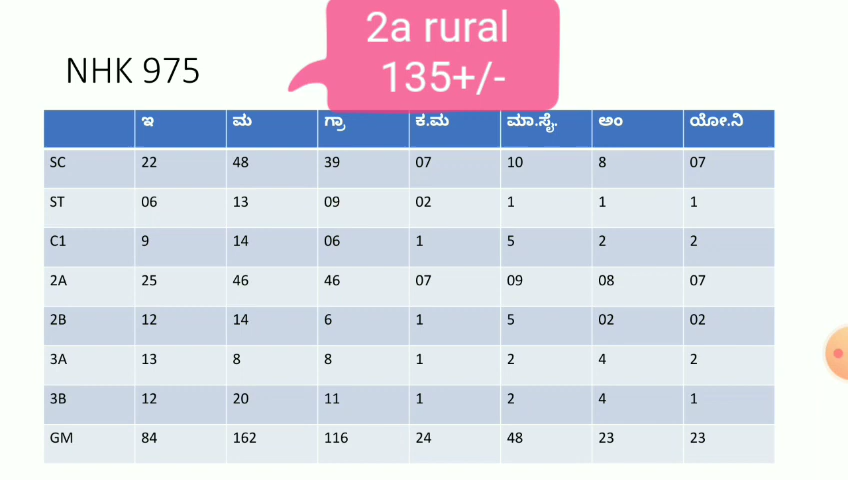 2a rural
135+/-
NHK 975
ಇ ಮ ಗ್ರಾ ಕ.ಮ ಮಾ.ಸೈ. ಅಂ ಯೋ.ನಿ
SC 22 48 39 07 10 8 07
ST 06 13 09 02 1 1 1
C1 9 14 06 1 5 2 2
2A 25 46 46 07 09 08 07
2B 12 14 6 1 5 02 02
3A 13 8 8 1 2 4 2
3B 12 20 11 1 2 4 1
GM 84 162 116 24 48 23 23